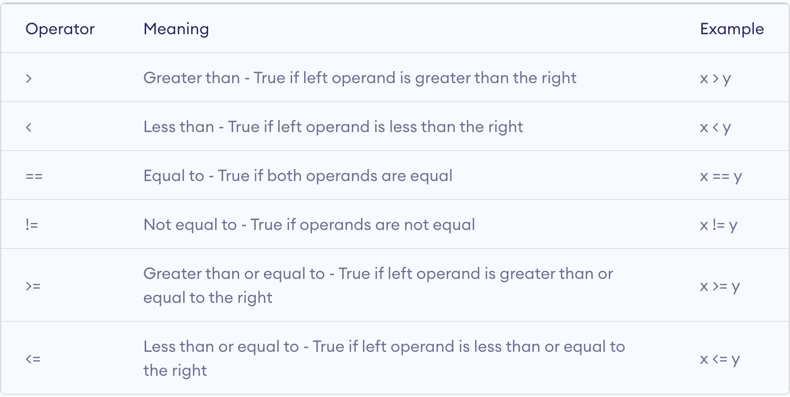 Operator Meaning Example
> Greater than - True if left operand is greater than the right x > y
< Less than - True if left operand is less than the right x < y
== Equal to - True if both operands are equal x == y
!= Not equal to - True if operands are not equal x != y
>= Greater than or equal to - True if left operand is greater than or
equal to the right x >= y
<= Less than or equal to - True if left operand is less than or equal to
the right x <= y